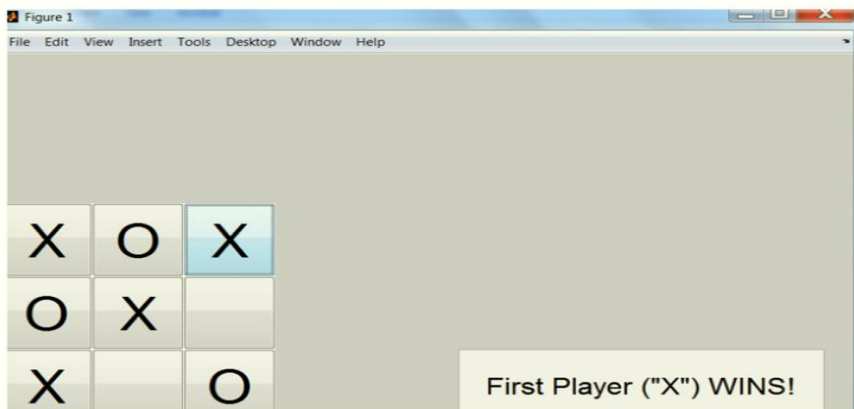 Figure 1
File Edit View Insert Tools Desktop Window Help
X O X
O X
X O
First Player ("X") WINS!